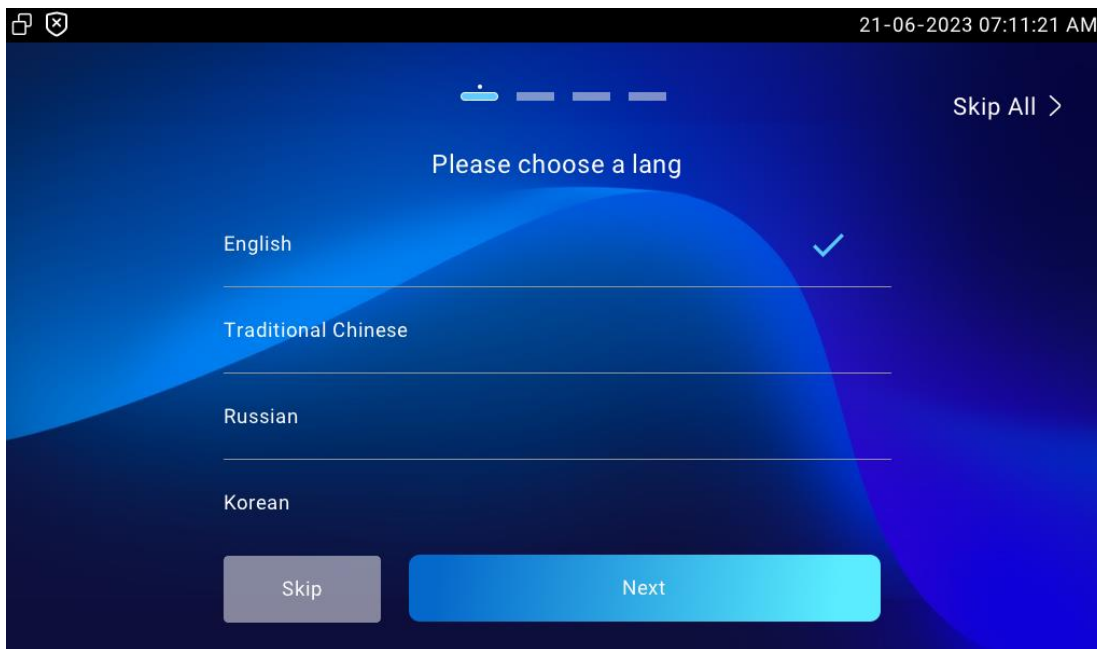 21-06-2023 07:11:21 AM
Skip All
Please choose a lang
English
Traditional Chinese
Russian
Korean
Skip
Next